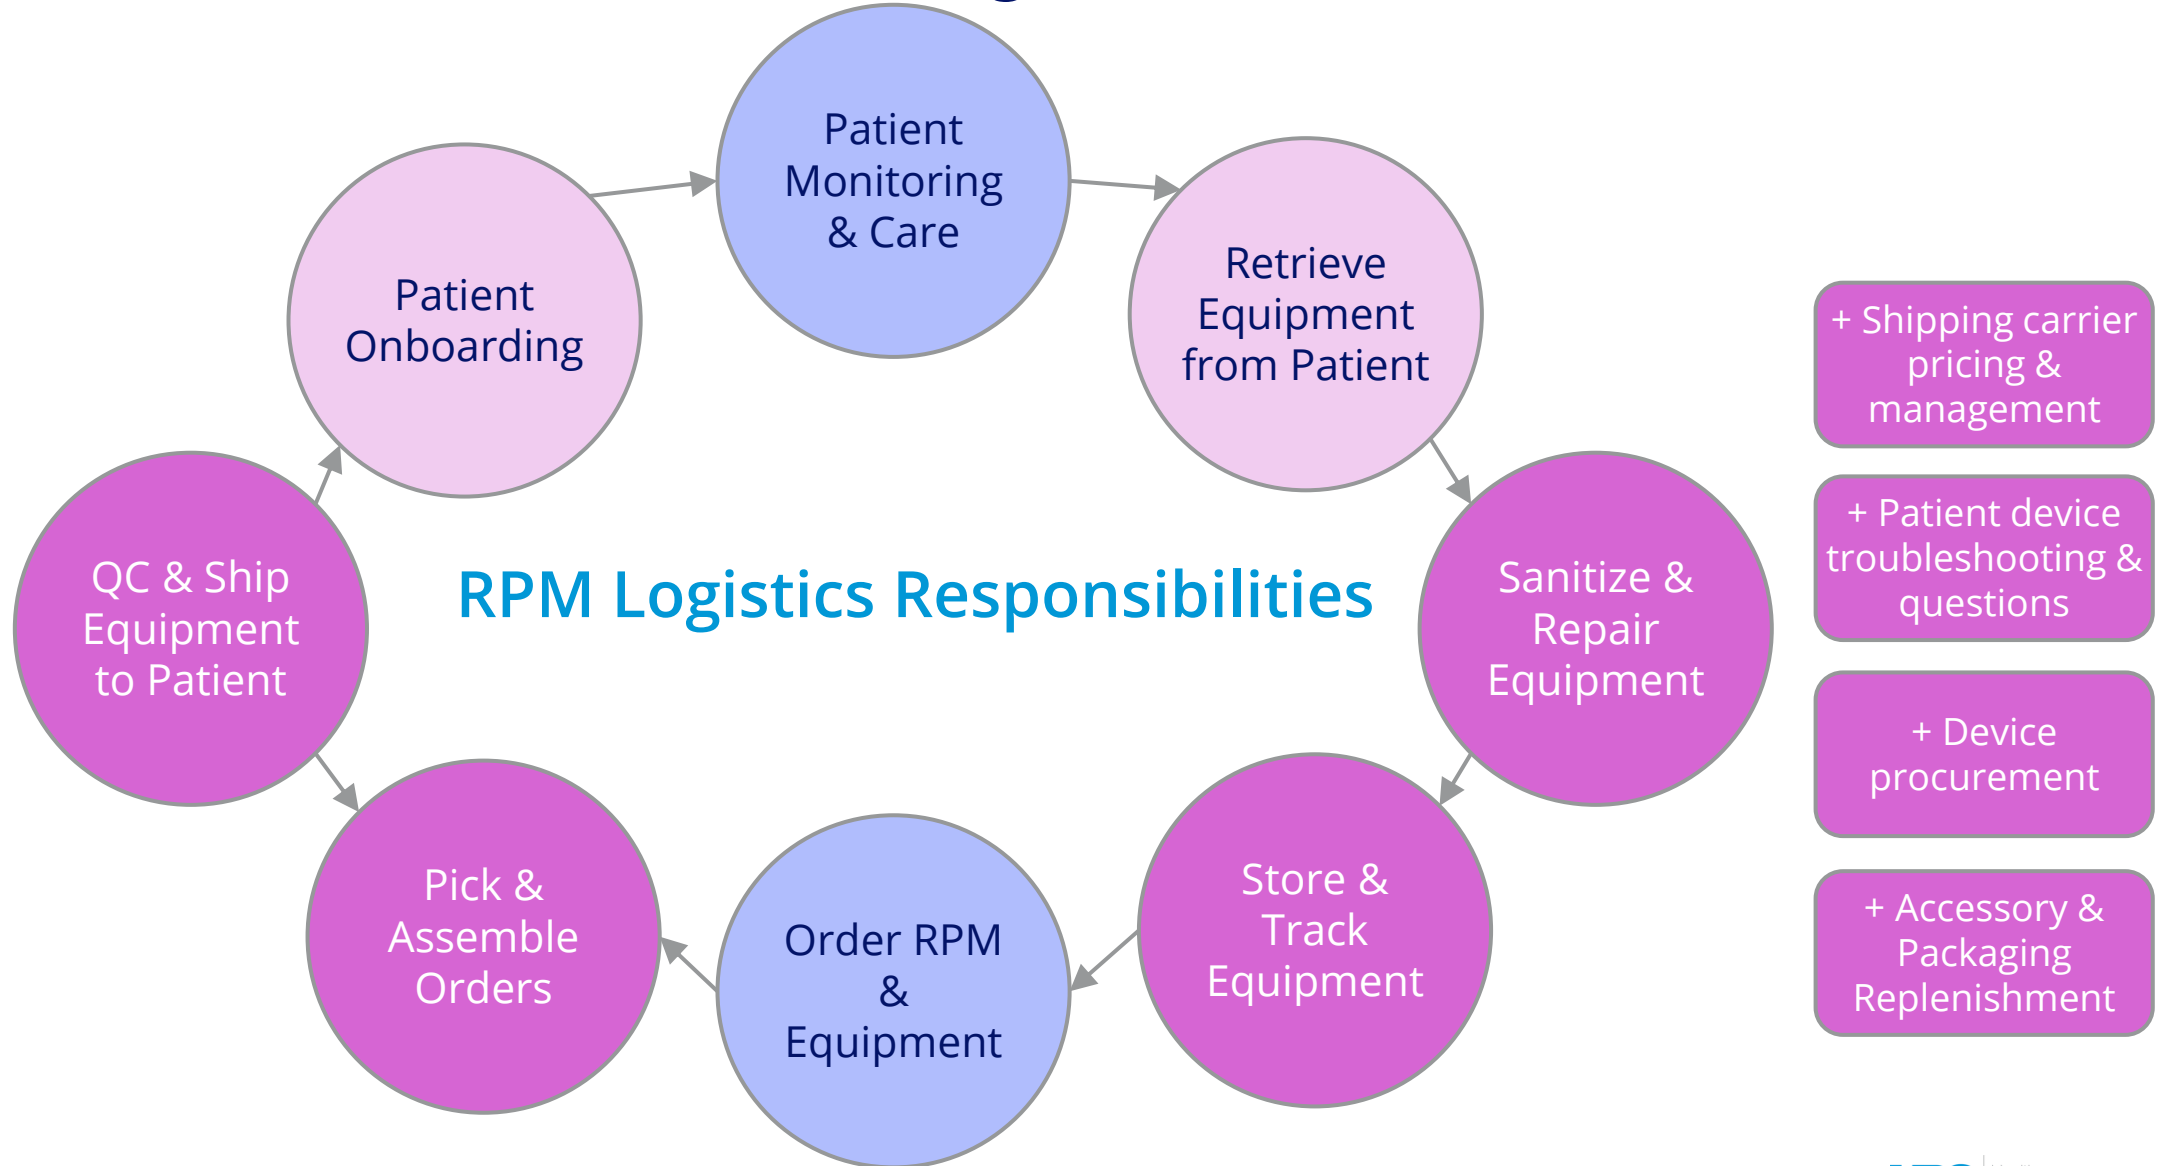 Patient
Monitoring
& Care
Patient
Onboarding
Retrieve
Equipment
from Patient
+ Shipping carrier
pricing &
management
+ Patient device
troubleshooting &
questions
QC & Ship
Equipment
to Patient
RPM Logistics Responsibilities
Sanitize &
Repair
Equipment
+ Device
procurement
Pick &
Assemble
Orders
Order RPM
&
Equipment
Store &
Track
Equipment
+ Accessory &
Packaging
Replenishment